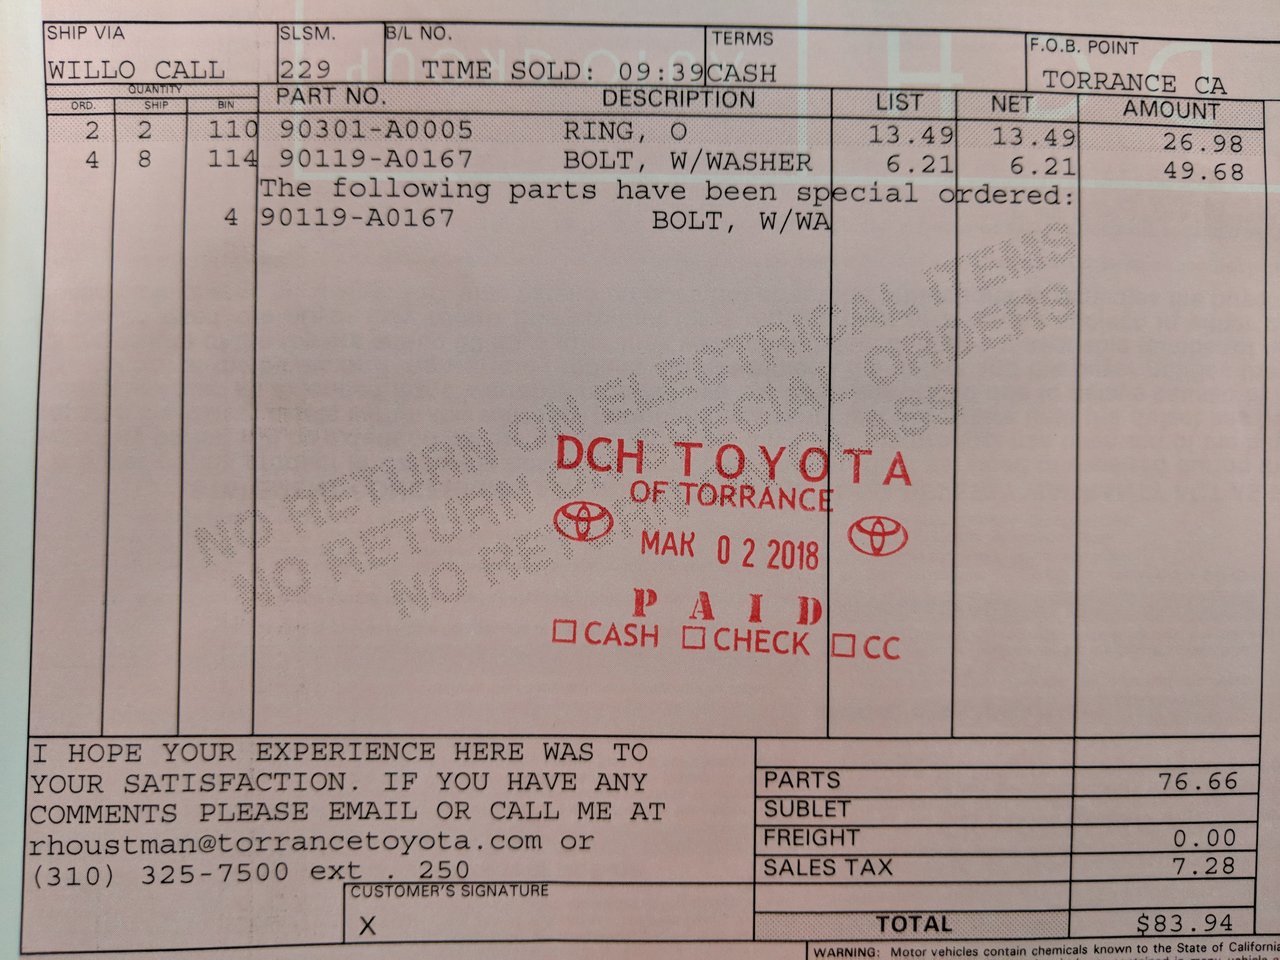 SHIP VIA SLSM. B/L NO. TERMS F.O.B. POINT
WILLO CALL 229 TIME SOLD: 09:39 CASH TORRANCE CA
QUANTITY
ORD. SHIP BIN PART NO. DESCRIPTION LIST NET AMOUNT
2 2 110 90301-A0005 RING, O 13.49 13.49 26.98
4 8 114 90119-A0167 BOLT, W/WASHER 6.21 6.21 49.68
The following parts have been special ordered:
4 90119-A0167 BOLT, W/WA
NO RETURN ON ELECTRICAL ITEMS
NO RETURN ON SPECIAL ORDERS
NO RETURN GLASS
DCH TOYOTA
OF TORRANCE
MAR 02 2018
PAID
CASH CHECK CC
I HOPE YOUR EXPERIENCE HERE WAS TO
YOUR SATISFACTION. IF YOU HAVE ANY
COMMENTS PLEASE EMAIL OR CALL ME AT
rhoustman@torrancetoyota.com or
(310) 325-7500 ext . 250
CUSTOMER'S SIGNATURE
X
PARTS 76.66
SUBLET
FREIGHT 0.00
SALES TAX 7.28
TOTAL $83.94
WARNING: Motor vehicles contain chemicals known to the State of California